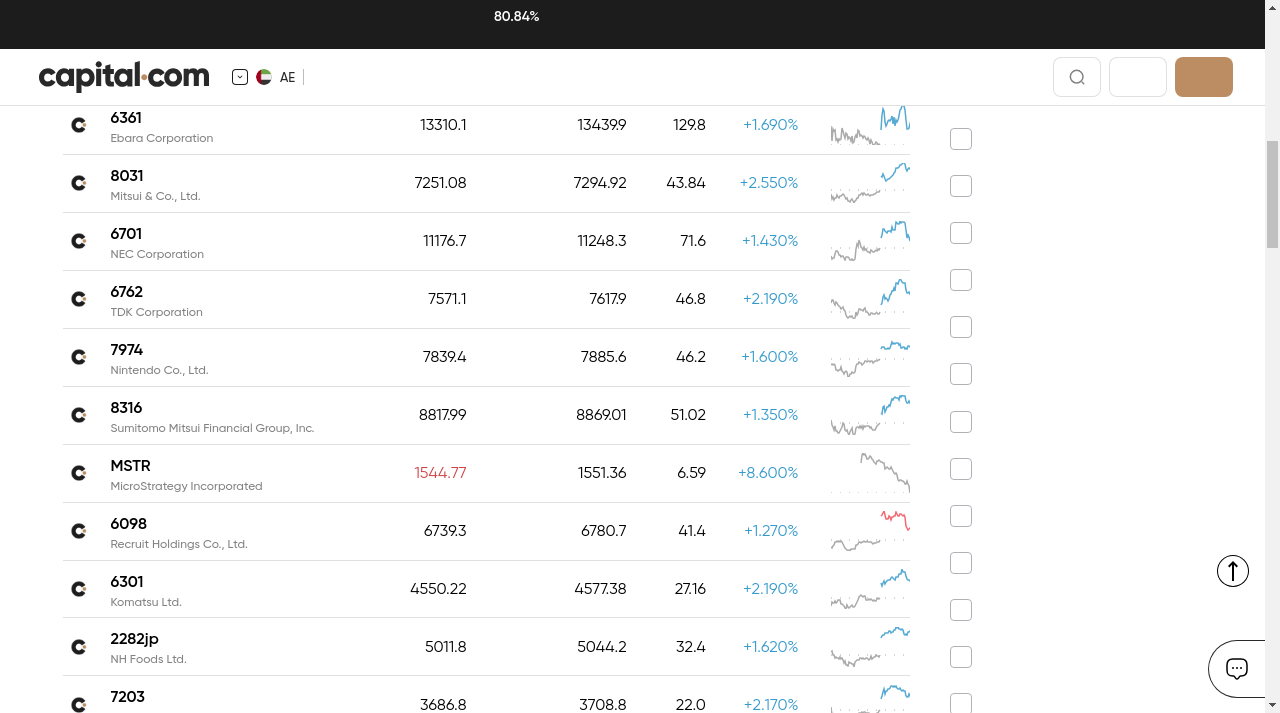 80.84%
capital.com
AE
6361
Ebara Corporation
13310.1 13439.9 129.8 +1.690%
8031
Mitsui & Co., Ltd.
7251.08 7294.92 43.84 +2.550%
6701
NEC Corporation
11176.7 11248.3 71.6 +1.430%
6762
TDK Corporation
7571.1 7617.9 46.8 +2.190%
7974
Nintendo Co., Ltd.
7839.4 7885.6 46.2 +1.600%
8316
Sumitomo Mitsui Financial Group, Inc.
8817.99 8869.01 51.02 +1.350%
MSTR
MicroStrategy Incorporated
1544.77 1551.36 6.59 +8.600%
6098
Recruit Holdings Co., Ltd.
6739.3 6780.7 41.4 +1.270%
6301
Komatsu Ltd.
4550.22 4577.38 27.16 +2.190%
2282jp
NH Foods Ltd.
5011.8 5044.2 32.4 +1.620%
7203
3686.8 3708.8 22.0 +2.170%